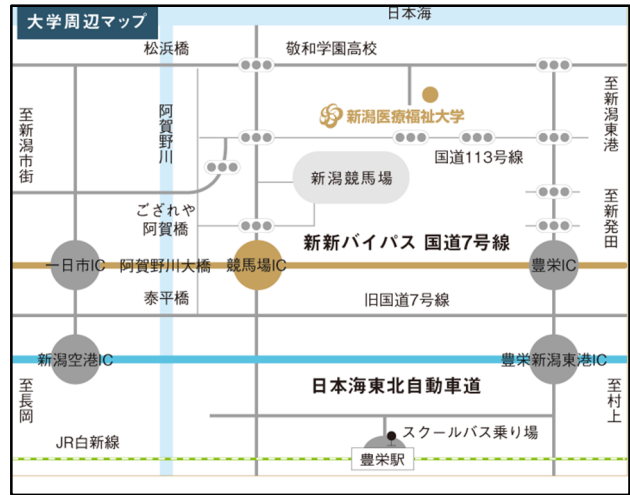 大学周辺マップ
日本海
松浜橋
敬和学園高校
至新潟市街
阿賀野川
新潟医療福祉大学
至新潟東港
国道113号線
新潟競馬場
ござれや
阿賀橋
至新発田
新新バイパス 国道7号線
一日市IC
阿賀野川大橋
競馬場IC
豊栄IC
泰平橋
旧国道7号線
新潟空港IC
豊栄新潟東港IC
至長岡
日本海東北自動車道
至村上
スクールバス乗り場
JR白新線
豊栄駅